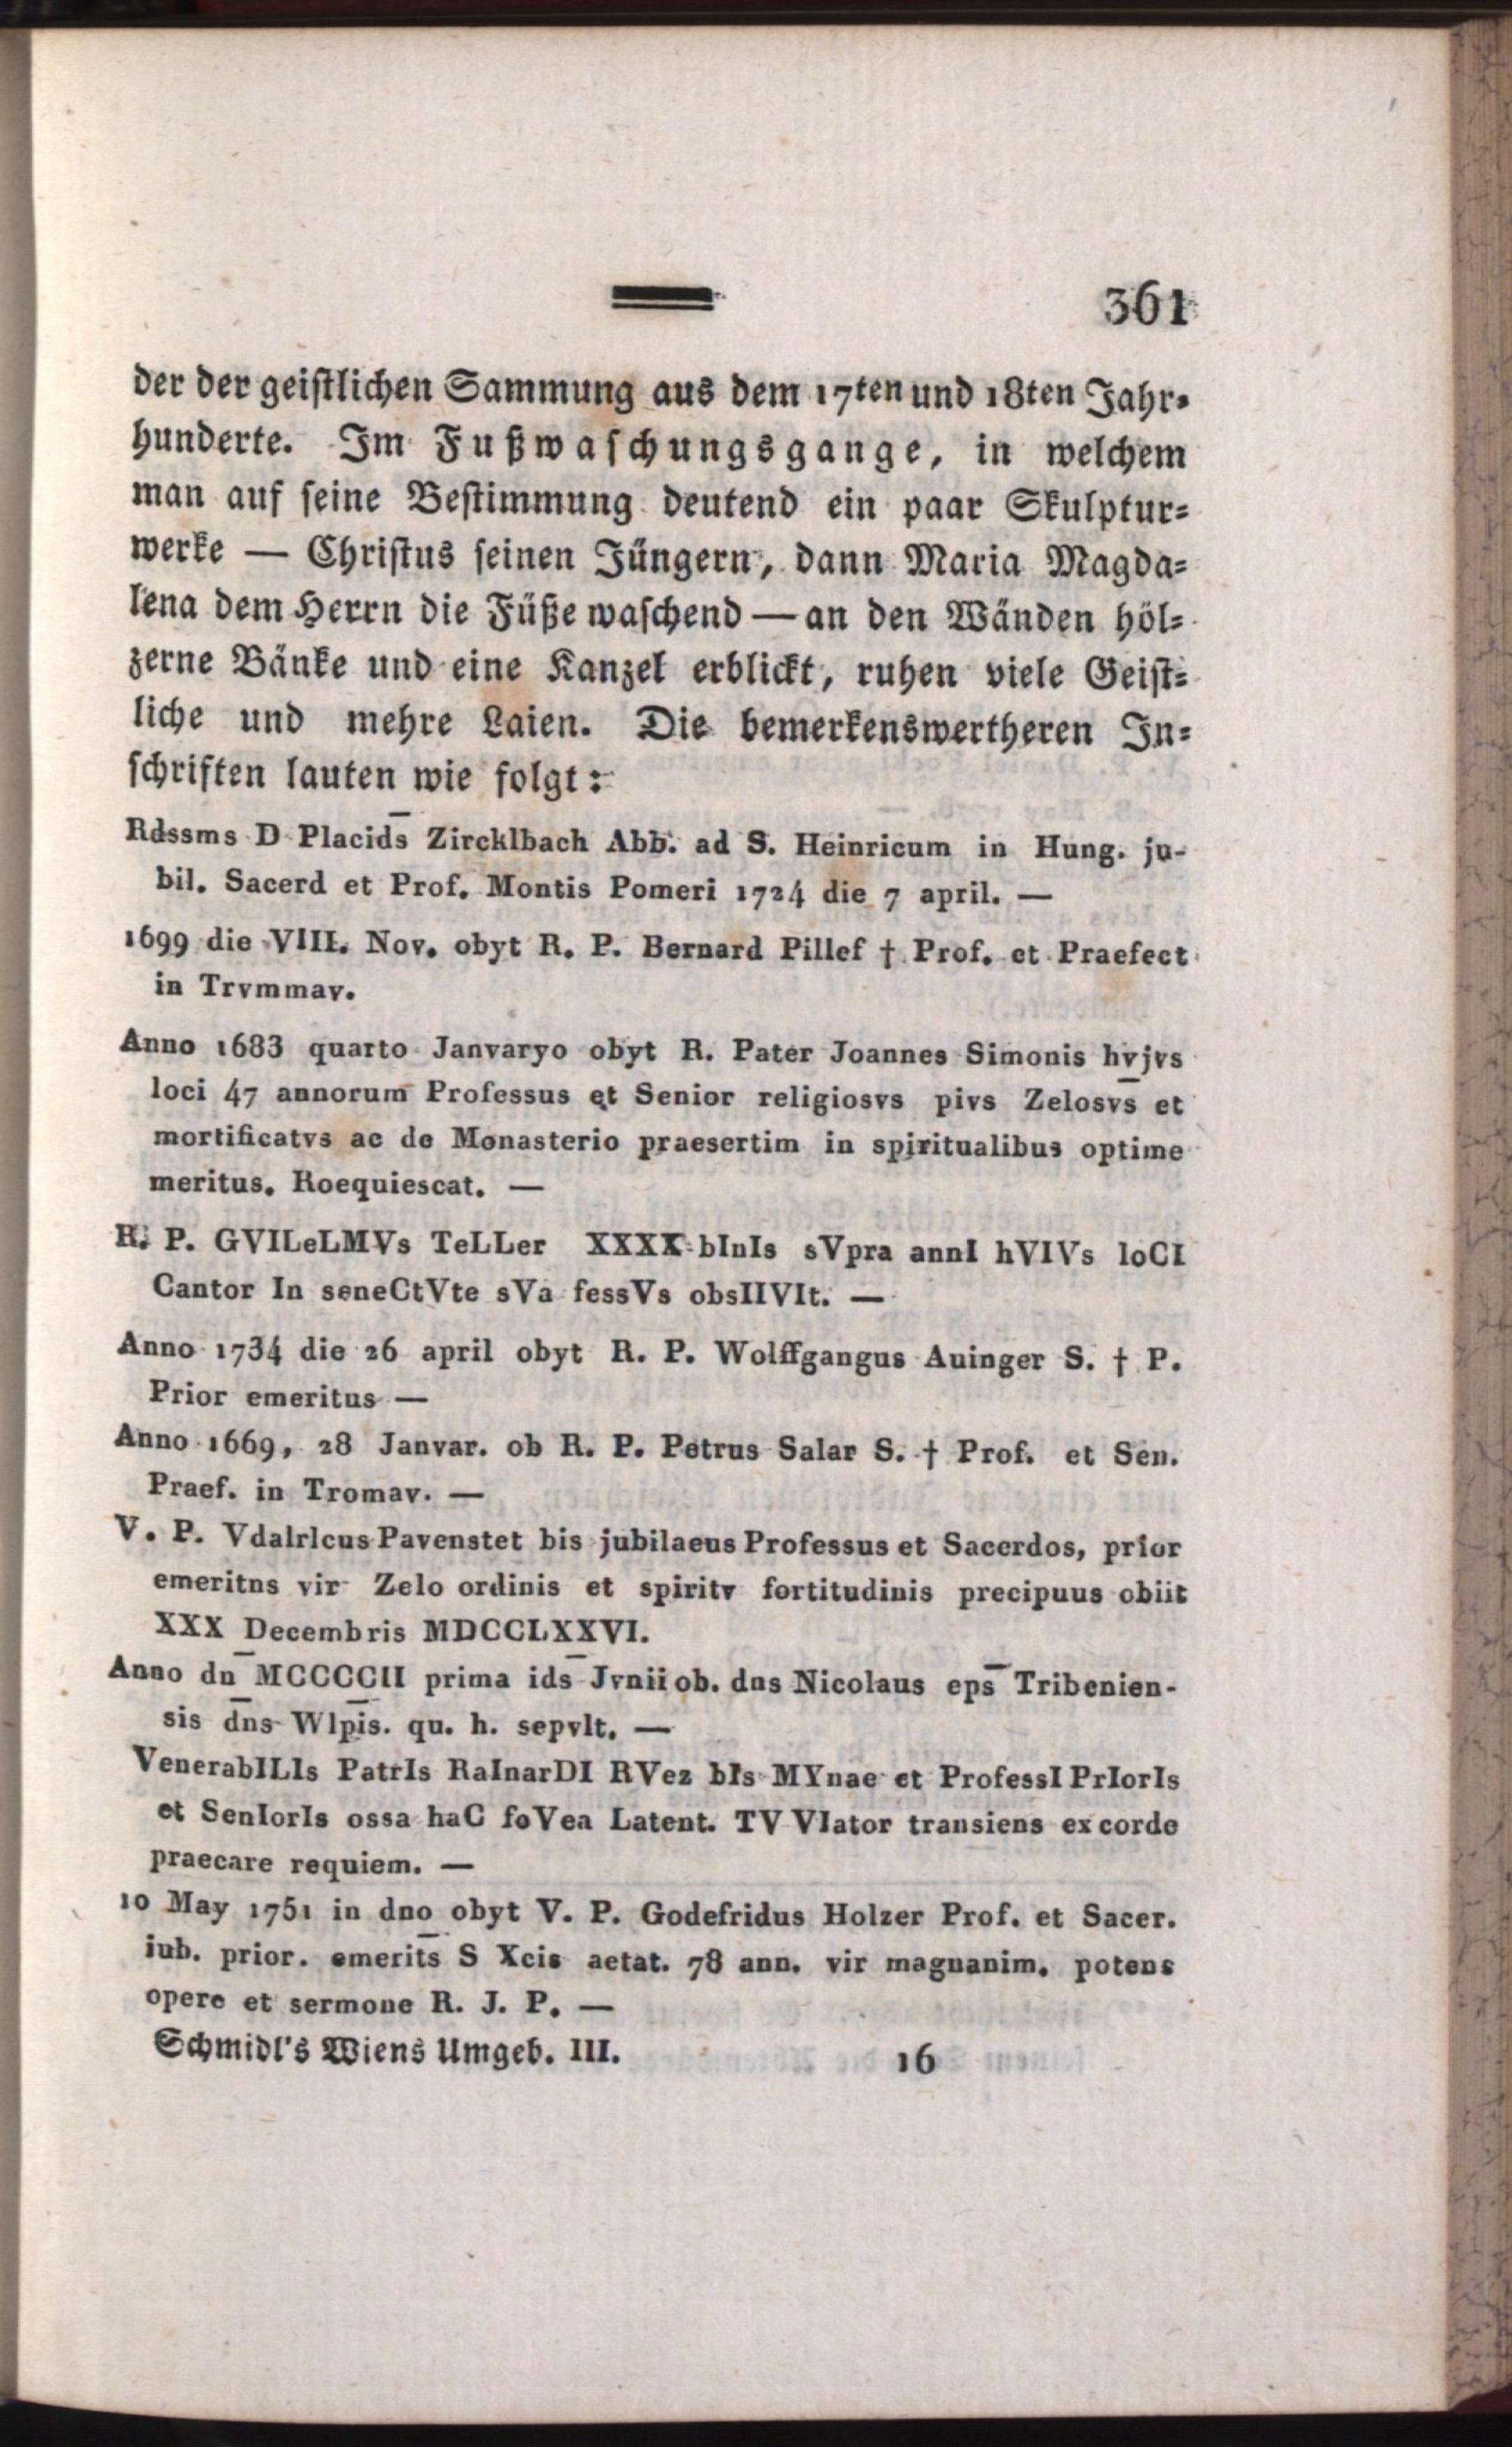 361
der der geistlichen Sammung aus dem 17ten und 18ten Jahr-
hunderte. Im Fußwaschungsgange, in welchem
man auf seine Bestimmung deutend ein paar Skulptur-
werke — Christus seinen Jüngern, dann Maria Magda-
lena dem Herrn die Füße waschend — an den Wänden höl-
zerne Bänke und eine Kanzel erblickt, ruhen viele Geist-
liche und mehre Laien. Die bemerkenswertheren In-
schriften lauten wie folgt:
Rdssms D Placids̅ Zircklbach Abb. ad S. Heinricum in Hung. ju-
bil. Sacerd et Prof. Montis Pomeri 1724 die 7 april. —
1699 die VIII. Nov. obyt R. P. Bernard Pillef † Prof. et Praefect
in Trvmmav.
Anno 1683 quarto Janvaryo obyt R. Pater Joannes Simonis hvjvs
loci 47 annorum Professus et Senior religiosvs pivs Zelosvs̅ et
mortificatvs ac de Monasterio praesertim in spiritualibus optime
meritus. Roequiescat. —
R. P. GVILeLMVs TeLLer XXXX bInIs sVpra annI hVIVs loCI
Cantor In seneCtVte sVa fessVs obsIIVIt. —
Anno 1734 die 26 april obyt R. P. Wolffgangus Auinger S. † P.
Prior emeritus —
Anno 1669, 28 Janvar. ob R. P. Petrus Salar S. † Prof. et Sen.
Praef. in Tromav. —
V. P. Vdalrlcus Pavenstet bis jubilaeus Professus et Sacerdos, prior
emeritns vir Zelo ordinis et spiritv fortitudinis precipuus obiit
XXX Decembris MDCCLXXVI.
Anno dn̅ MCCCCII prima ids̅ Jvnii ob. dns Nicolaus eps̅ Tribenien-
sis dn̅s Wlpi̅s. qu. h. sepvlt. —
VenerabILIs PatrIs RaInarDI RVez bIs MYnae et ProfessI PrIorIs
et SenIorIs ossa haC foVea Latent. TV VIator transiens ex corde
praecare requiem. —
10 May 1751 in dno obyt V. P. Godefridus Holzer Prof. et Sacer.
iub. prior. emerits̅ S Xcis aetat. 78 ann. vir magnanim. potens
opere et sermone R. J. P. —
Schmidl's Wiens Umgeb. III. 16